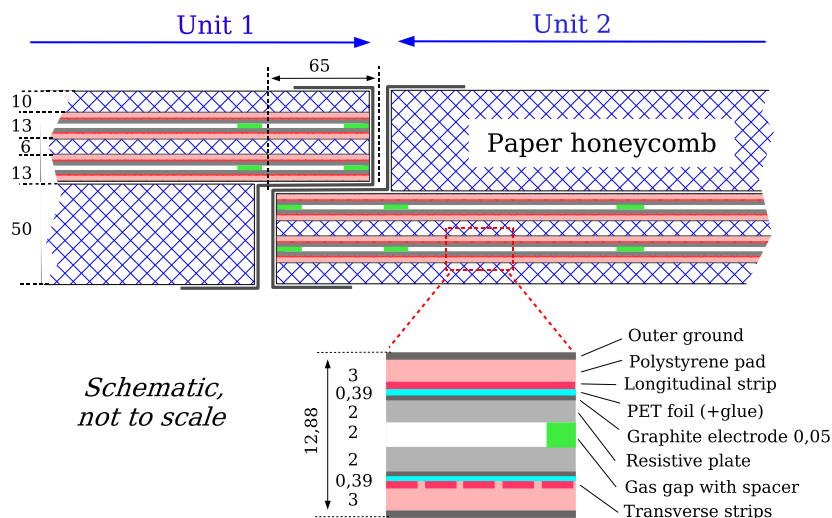 Unit 1
Unit 2
65
10
13
6
13
50
Paper honeycomb
Schematic,
not to scale
12,88
3
0,39
2
2
2
0,39
3
Outer ground
Polystyrene pad
Longitudinal strip
PET foil (+glue)
Graphite electrode 0,05
Resistive plate
Gas gap with spacer
Transverse strips